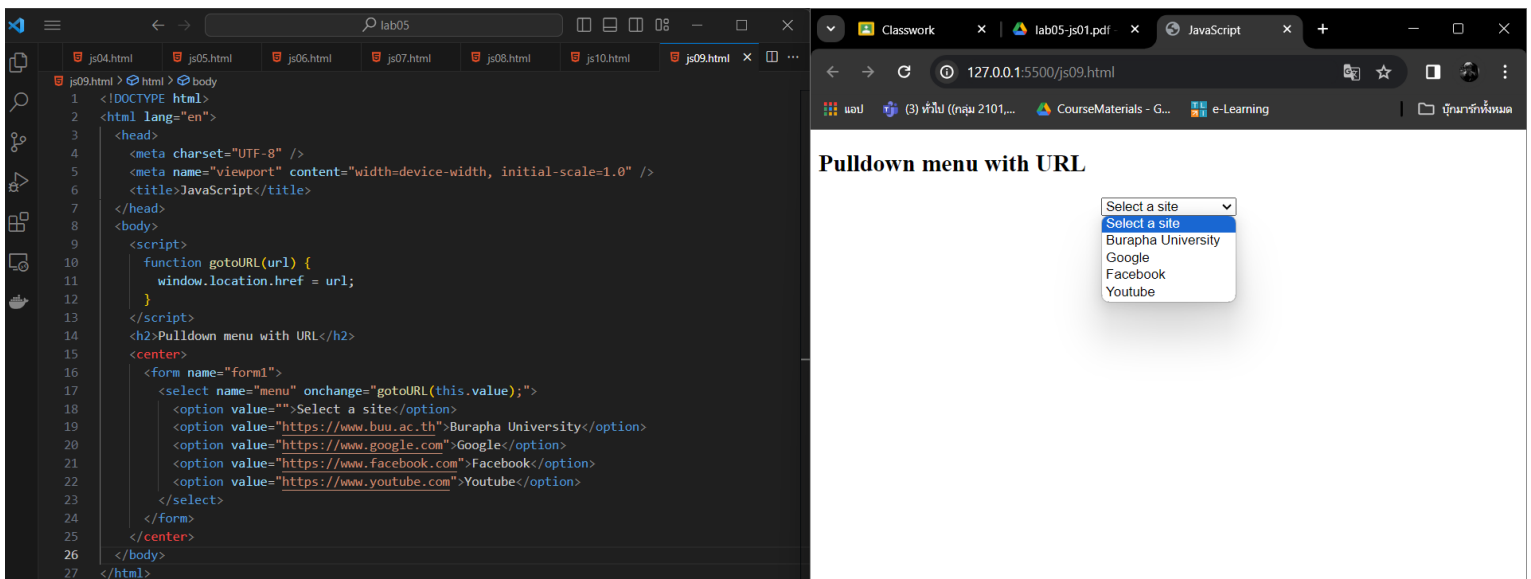 lab05
js04.html js05.html js06.html js07.html js08.html js10.html js09.html
js09.html > html > body
1 <!DOCTYPE html>
2 <html lang="en">
3 <head>
4 <meta charset="UTF-8" />
5 <meta name="viewport" content="width=device-width, initial-scale=1.0" />
6 <title>JavaScript</title>
7 </head>
8 <body>
9 <script>
10 function gotoURL(url) {
11 window.location.href = url;
12 }
13 </script>
14 <h2>Pulldown menu with URL</h2>
15 <center>
16 <form name="form1">
17 <select name="menu" onchange="gotoURL(this.value);">
18 <option value="">Select a site</option>
19 <option value="https://www.buu.ac.th">Burapha University</option>
20 <option value="https://www.google.com">Google</option>
21 <option value="https://www.facebook.com">Facebook</option>
22 <option value="https://www.youtube.com">Youtube</option>
23 </select>
24 </form>
25 </center>
26 </body>
27 </html>
Classwork lab05-js01.pdf - JavaScript
127.0.0.1:5500/js09.html
แอป (3) ทั่วไป ((กลุ่ม 2101,... CourseMaterials - G... e-Learning บุ๊กมาร์กทั้งหมด
Pulldown menu with URL
Select a site
Select a site
Burapha University
Google
Facebook
Youtube